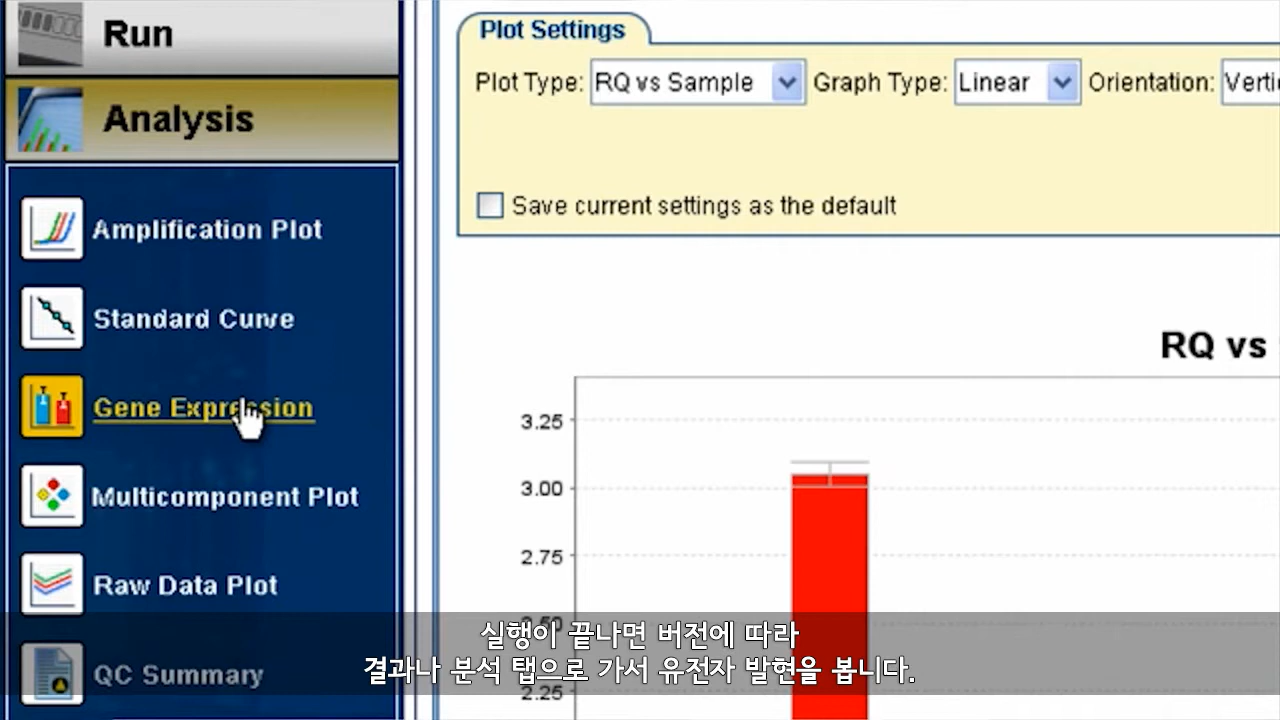 Run
Analysis
Amplification Plot
Standard Curve
Gene Expression
Multicomponent Plot
Raw Data Plot
QC Summary
Plot Settings
Plot Type: RQ vs Sample Graph Type: Linear Orientation: Verti
Save current settings as the default
RQ vs
3.25
3.00
2.75
2.50
2.25
실행이 끝나면 버전에 따라
결과나 분석 탭으로 가서 유전자 발현을 봅니다.